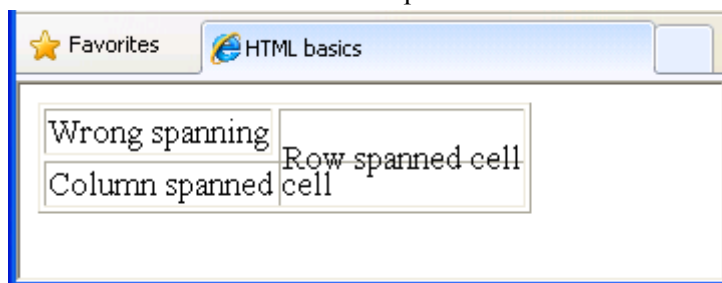 Favorites
HTML basics
Wrong spanning
Row spanned cell
Column spanned cell